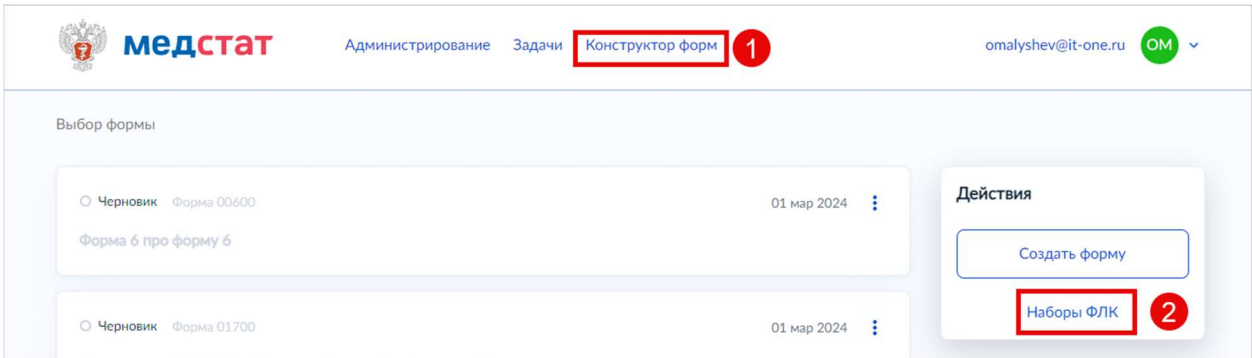 медстат Администрирование Задачи Конструктор форм 1 omalyshev@it-one.ru OM
Выбор формы
Черновик Форма 00600 01 мар 2024
Форма 6 про форму 6
Действия
Создать форму
Наборы ФЛК 2
Черновик Форма 01700 01 мар 2024